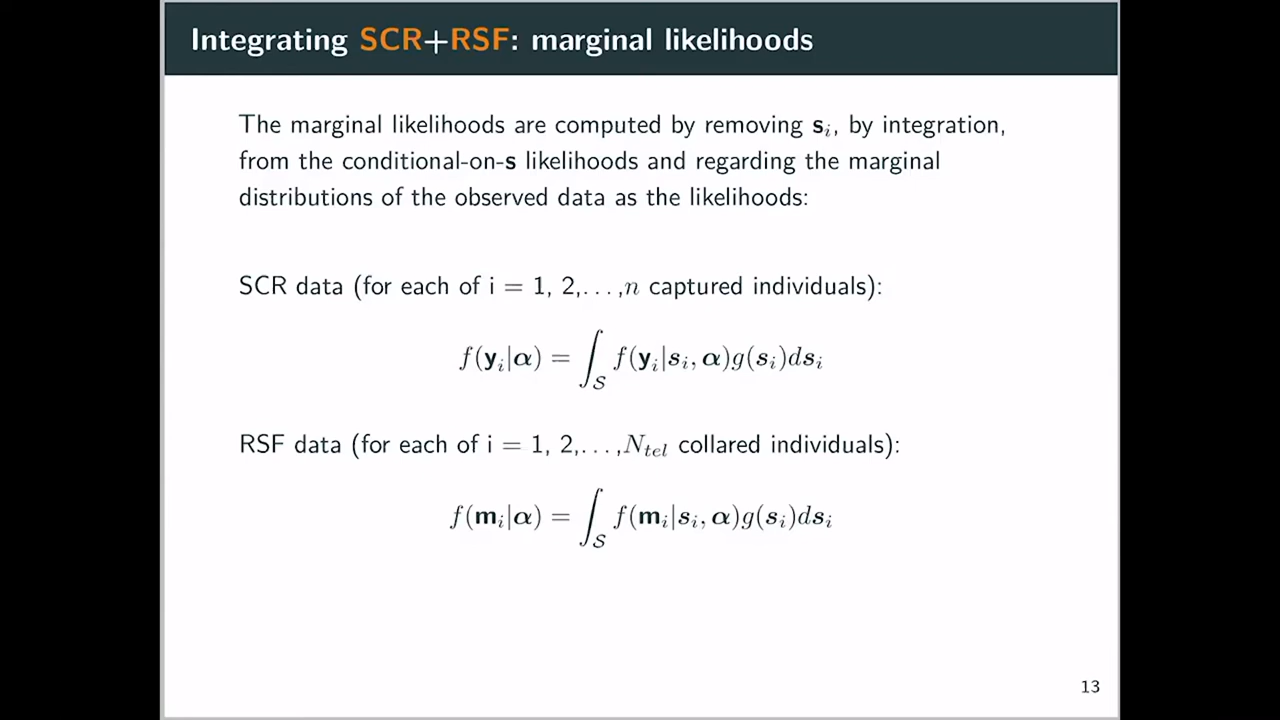 Integrating SCR+RSF: marginal likelihoods
The marginal likelihoods are computed by removing sᵢ, by integration,
from the conditional-on-s likelihoods and regarding the marginal
distributions of the observed data as the likelihoods:
SCR data (for each of i = 1, 2,. . . ,n captured individuals):
f(yᵢ|α) = ∫_S f(yᵢ|sᵢ, α)g(sᵢ)dsᵢ
RSF data (for each of i = 1, 2,. . . ,N_tel collared individuals):
f(mᵢ|α) = ∫_S f(mᵢ|sᵢ, α)g(sᵢ)dsᵢ
13